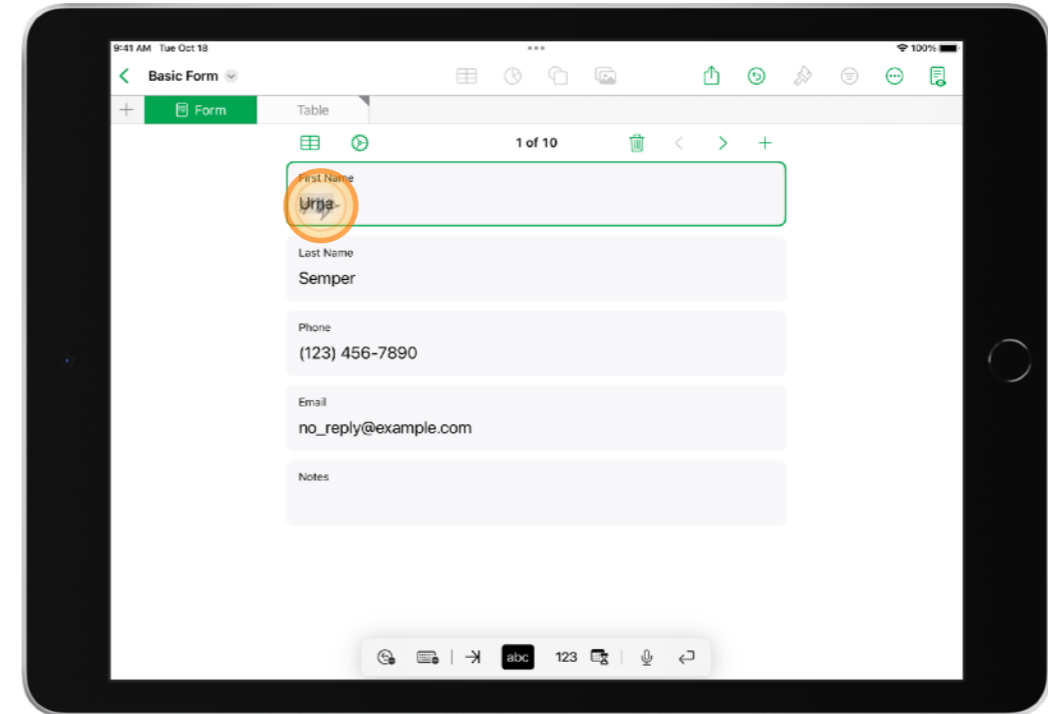 9:41 AM Tue Oct 18
100%
Basic Form
Form
Table
1 of 10
First Name
Urna
Last Name
Semper
Phone
(123) 456-7890
Email
no_reply@example.com
Notes
abc 123